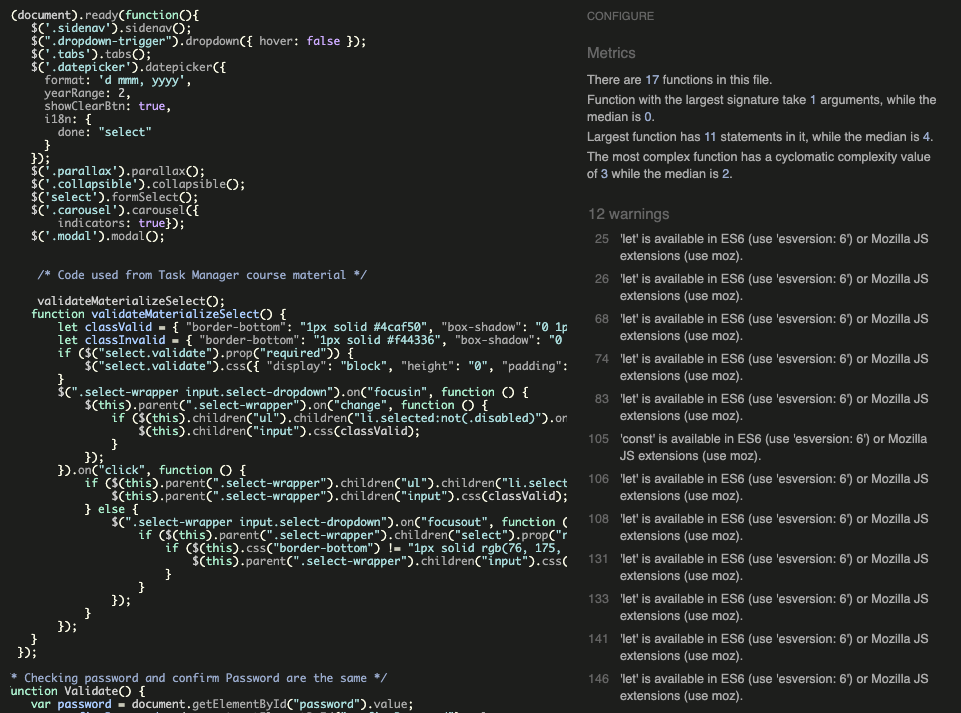 (document).ready(function(){
$('.sidenav').sidenav();
$(".dropdown-trigger").dropdown({ hover: false });
$('.tabs').tabs();
$('.datepicker').datepicker({
format: 'd mmm, yyyy',
yearRange: 2,
showClearBtn: true,
i18n: {
done: "select"
}
});
$('.parallax').parallax();
$('.collapsible').collapsible();
$('select').formSelect();
$('.carousel').carousel({
indicators: true});
$('.modal').modal();
/* Code used from Task Manager course material */
validateMaterializeSelect();
function validateMaterializeSelect() {
let classValid = { "border-bottom": "1px solid #4caf50", "box-shadow": "0 1p
let classInvalid = { "border-bottom": "1px solid #f44336", "box-shadow": "0
if ($("select.validate").prop("required")) {
$("select.validate").css({ "display": "block", "height": "0", "padding":
}
$(".select-wrapper input.select-dropdown").on("focusin", function () {
$(this).parent(".select-wrapper").on("change", function () {
if ($(this).children("ul").children("li.selected:not(.disabled)").on
$(this).children("input").css(classValid);
}
});
}).on("click", function () {
if ($(this).parent(".select-wrapper").children("ul").children("li.select
$(this).parent(".select-wrapper").children("input").css(classValid);
} else {
$(".select-wrapper input.select-dropdown").on("focusout", function (
if ($(this).parent(".select-wrapper").children("select").prop("r
if ($(this).css("border-bottom") != "1px solid rgb(76, 175,
$(this).parent(".select-wrapper").children("input").css(
}
}
});
}
});
}
});
* Checking password and confirm Password are the same */
unction Validate() {
var password = document.getElementById("password").value;
CONFIGURE
Metrics
There are 17 functions in this file.
Function with the largest signature take 1 arguments, while the
median is 0.
Largest function has 11 statements in it, while the median is 4.
The most complex function has a cyclomatic complexity value
of 3 while the median is 2.
12 warnings
25 'let' is available in ES6 (use 'esversion: 6') or Mozilla JS
extensions (use moz).
26 'let' is available in ES6 (use 'esversion: 6') or Mozilla JS
extensions (use moz).
68 'let' is available in ES6 (use 'esversion: 6') or Mozilla JS
extensions (use moz).
74 'let' is available in ES6 (use 'esversion: 6') or Mozilla JS
extensions (use moz).
83 'let' is available in ES6 (use 'esversion: 6') or Mozilla JS
extensions (use moz).
105 'const' is available in ES6 (use 'esversion: 6') or Mozilla
JS extensions (use moz).
106 'let' is available in ES6 (use 'esversion: 6') or Mozilla JS
extensions (use moz).
108 'let' is available in ES6 (use 'esversion: 6') or Mozilla JS
extensions (use moz).
131 'let' is available in ES6 (use 'esversion: 6') or Mozilla JS
extensions (use moz).
133 'let' is available in ES6 (use 'esversion: 6') or Mozilla JS
extensions (use moz).
141 'let' is available in ES6 (use 'esversion: 6') or Mozilla JS
extensions (use moz).
146 'let' is available in ES6 (use 'esversion: 6') or Mozilla JS
extensions (use moz).